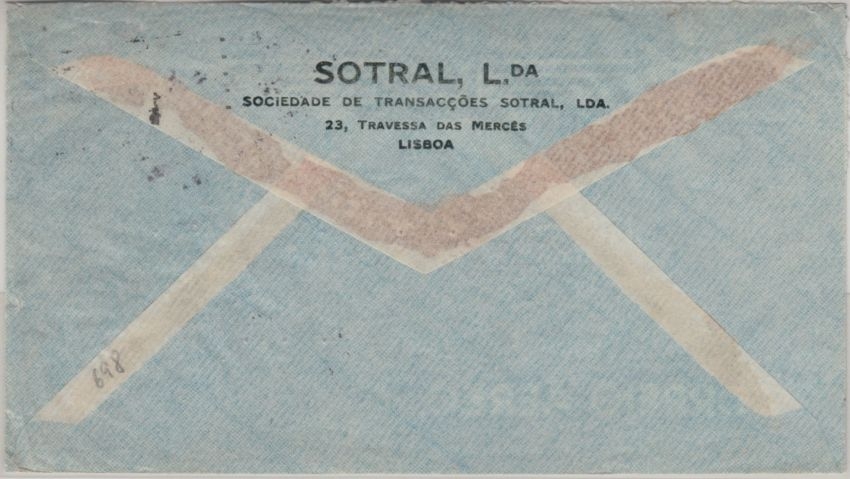 SOTRAL, L.DA
SOCIEDADE DE TRANSACÇÕES SOTRAL, LDA.
23, TRAVESSA DAS MERCÊS
LISBOA
698